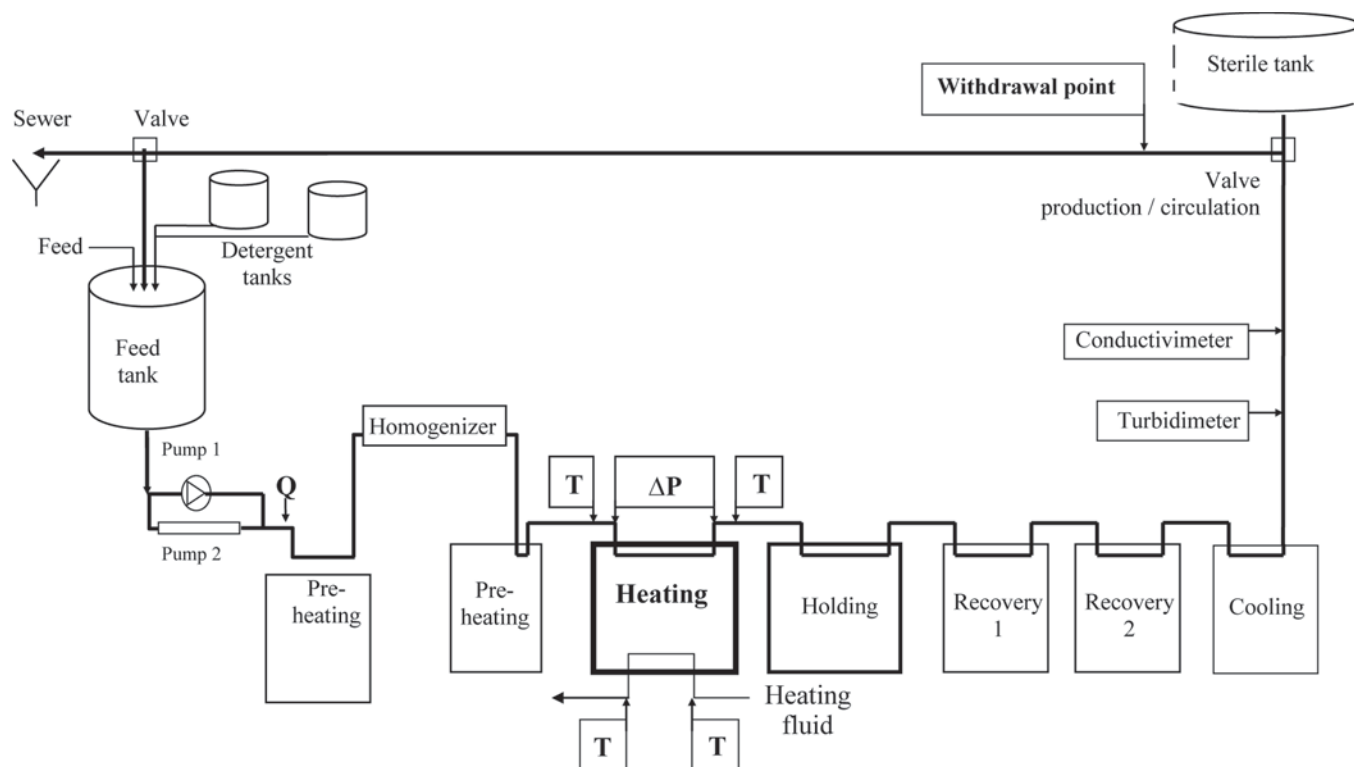 Sterile tank
Withdrawal point
Sewer
Valve
Valve
production / circulation
Feed
Detergent
tanks
Conductivimeter
Feed
tank
Turbidimeter
Homogenizer
Pump 1
Q
T
ΔP
T
Pump 2
Pre-
heating
Pre-
heating
Heating
Holding
Recovery
1
Recovery
2
Cooling
Heating
fluid
T
T